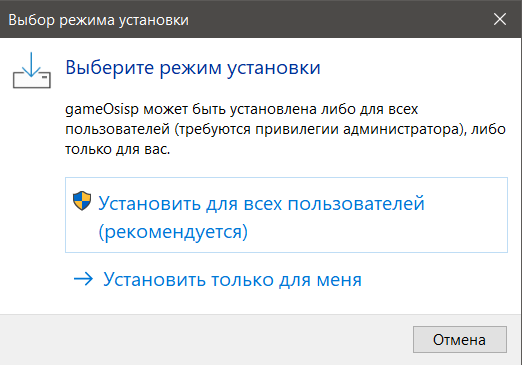 Выбор режима установки
Выберите режим установки
gameOsisp может быть установлена либо для всех
пользователей (требуются привилегии администратора), либо
только для вас.
Установить для всех пользователей
(рекомендуется)
Установить только для меня
Отмена